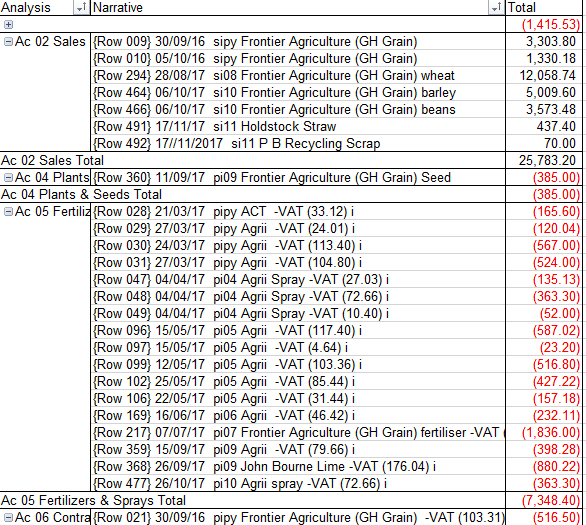 Analysis Narrative Total
(1,415.53)
Ac 02 Sales {Row 009} 30/09/16 sipy Frontier Agriculture (GH Grain) 3,303.80
{Row 010} 05/10/16 sipy Frontier Agriculture (GH Grain) 1,330.18
{Row 294} 28/08/17 si08 Frontier Agriculture (GH Grain) wheat 12,058.74
{Row 464} 06/10/17 si10 Frontier Agriculture (GH Grain) barley 5,009.60
{Row 466} 06/10/17 si10 Frontier Agriculture (GH Grain) beans 3,573.48
{Row 491} 17/11/17 si11 Holdstock Straw 437.40
{Row 492} 17//11/2017 si11 P B Recycling Scrap 70.00
Ac 02 Sales Total 25,783.20
Ac 04 Plants {Row 360} 11/09/17 pi09 Frontier Agriculture (GH Grain) Seed (385.00)
Ac 04 Plants & Seeds Total (385.00)
Ac 05 Fertiliz {Row 028} 21/03/17 pipy ACT -VAT (33.12) i (165.60)
{Row 029} 27/03/17 pipy Agrii -VAT (24.01) i (120.04)
{Row 030} 24/03/17 pipy Agrii -VAT (113.40) i (567.00)
{Row 031} 27/03/17 pipy Agrii -VAT (104.80) i (524.00)
{Row 047} 04/04/17 pi04 Agrii Spray -VAT (27.03) i (135.13)
{Row 048} 04/04/17 pi04 Agrii Spray -VAT (72.66) i (363.30)
{Row 049} 04/04/17 pi04 Agrii Spray -VAT (10.40) i (52.00)
{Row 096} 15/05/17 pi05 Agrii -VAT (117.40) i (587.02)
{Row 097} 15/05/17 pi05 Agrii -VAT (4.64) i (23.20)
{Row 099} 12/05/17 pi05 Agrii -VAT (103.36) i (516.80)
{Row 102} 25/05/17 pi05 Agrii -VAT (85.44) i (427.22)
{Row 106} 22/05/17 pi05 Agrii -VAT (31.44) i (157.18)
{Row 169} 16/06/17 pi06 Agrii -VAT (46.42) i (232.11)
{Row 217} 07/07/17 pi07 Frontier Agriculture (GH Grain) fertiliser -VAT ( (1,836.00)
{Row 359} 15/09/17 pi09 Agrii -VAT (79.66) i (398.28)
{Row 368} 26/09/17 pi09 John Bourne Lime -VAT (176.04) i (880.22)
{Row 477} 26/10/17 pi10 Agrii spray -VAT (72.66) i (363.30)
Ac 05 Fertilizers & Sprays Total (7,348.40)
Ac 06 Contra {Row 021} 30/09/16 pipy Frontier Agriculture (GH Grain) -VAT (103.31) (516.50)